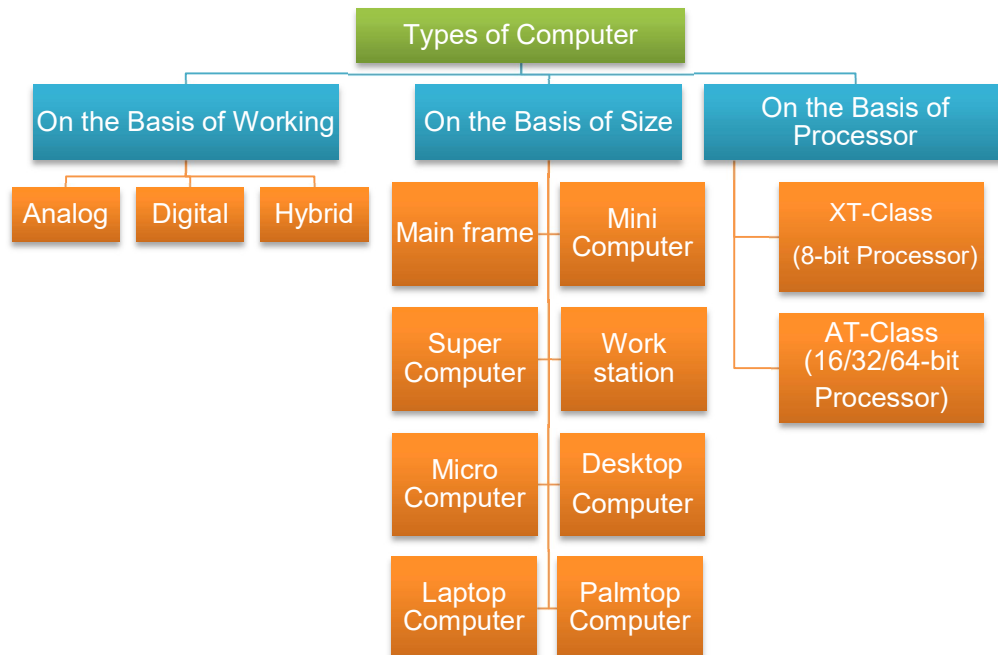 Types of Computer
On the Basis of Working
On the Basis of Size
On the Basis of
Processor
Analog
Digital
Hybrid
Main frame
Mini
Computer
Super
Computer
Work
station
Micro
Computer
Desktop
Computer
Laptop
Computer
Palmtop
Computer
XT-Class
(8-bit Processor)
AT-Class
(16/32/64-bit
Processor)